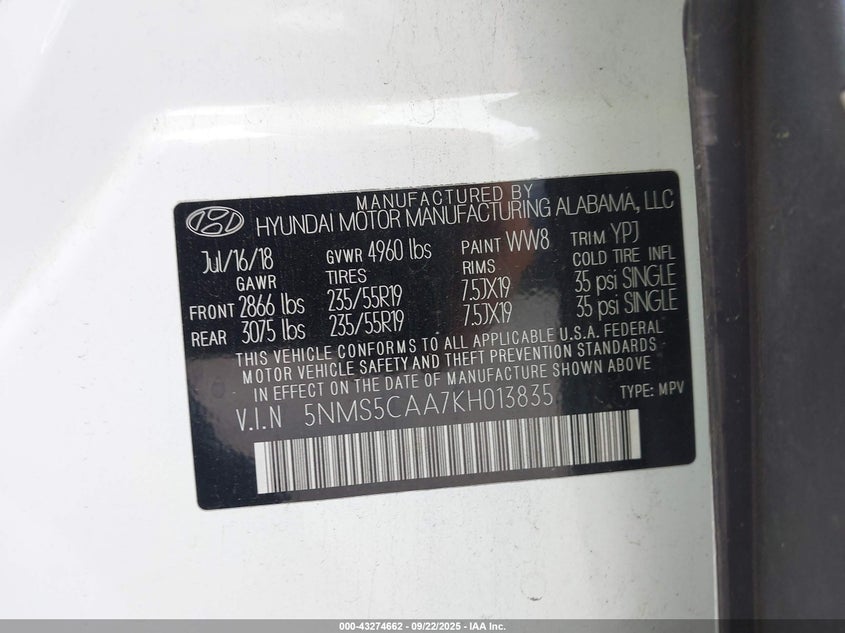 MANUFACTURED BY
HYUNDAI MOTOR MANUFACTURING ALABAMA, LLC
Jul/16/18 GVWR 4960 lbs PAINT WW8 TRIM YPJ
GAWR TIRES RIMS COLD TIRE INFL
FRONT 2866 lbs 235/55R19 7.5JX19 35 psi SINGLE
REAR 3075 lbs 235/55R19 7.5JX19 35 psi SINGLE
THIS VEHICLE CONFORMS TO ALL APPLICABLE U.S.A. FEDERAL
MOTOR VEHICLE SAFETY AND THEFT PREVENTION STANDARDS
IN EFFECT ON THE DATE OF MANUFACTURE SHOWN ABOVE.
V.I.N 5NMS5CAA7KH013835 TYPE: MPV
000-43274662 - 09/22/2025 - IAA Inc.